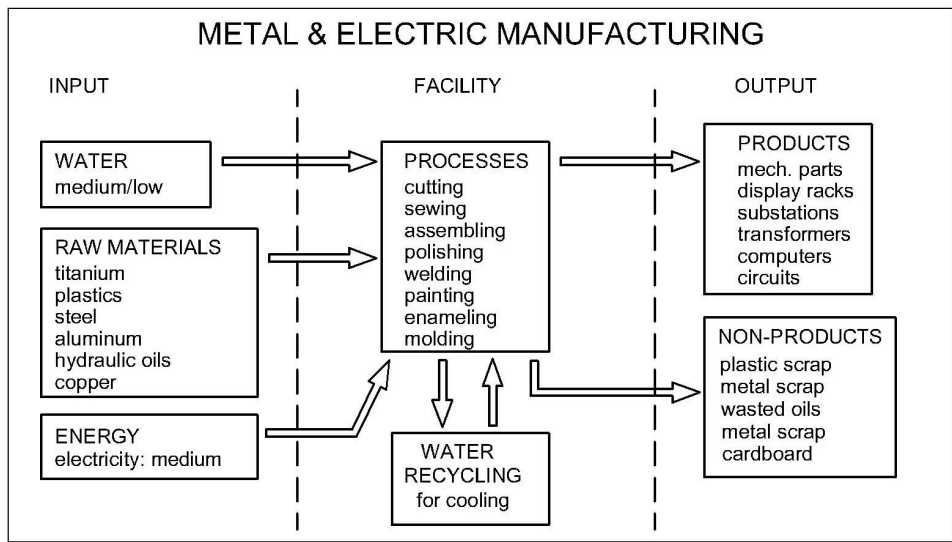 METAL & ELECTRIC MANUFACTURING
INPUT
FACILITY
OUTPUT
WATER
medium/low
RAW MATERIALS
titanium
plastics
steel
aluminum
hydraulic oils
copper
ENERGY
electricity: medium
PROCESSES
cutting
sewing
assembling
polishing
welding
painting
enameling
molding
WATER
RECYCLING
for cooling
PRODUCTS
mech. parts
display racks
substations
transformers
computers
circuits
NON-PRODUCTS
plastic scrap
metal scrap
wasted oils
metal scrap
cardboard